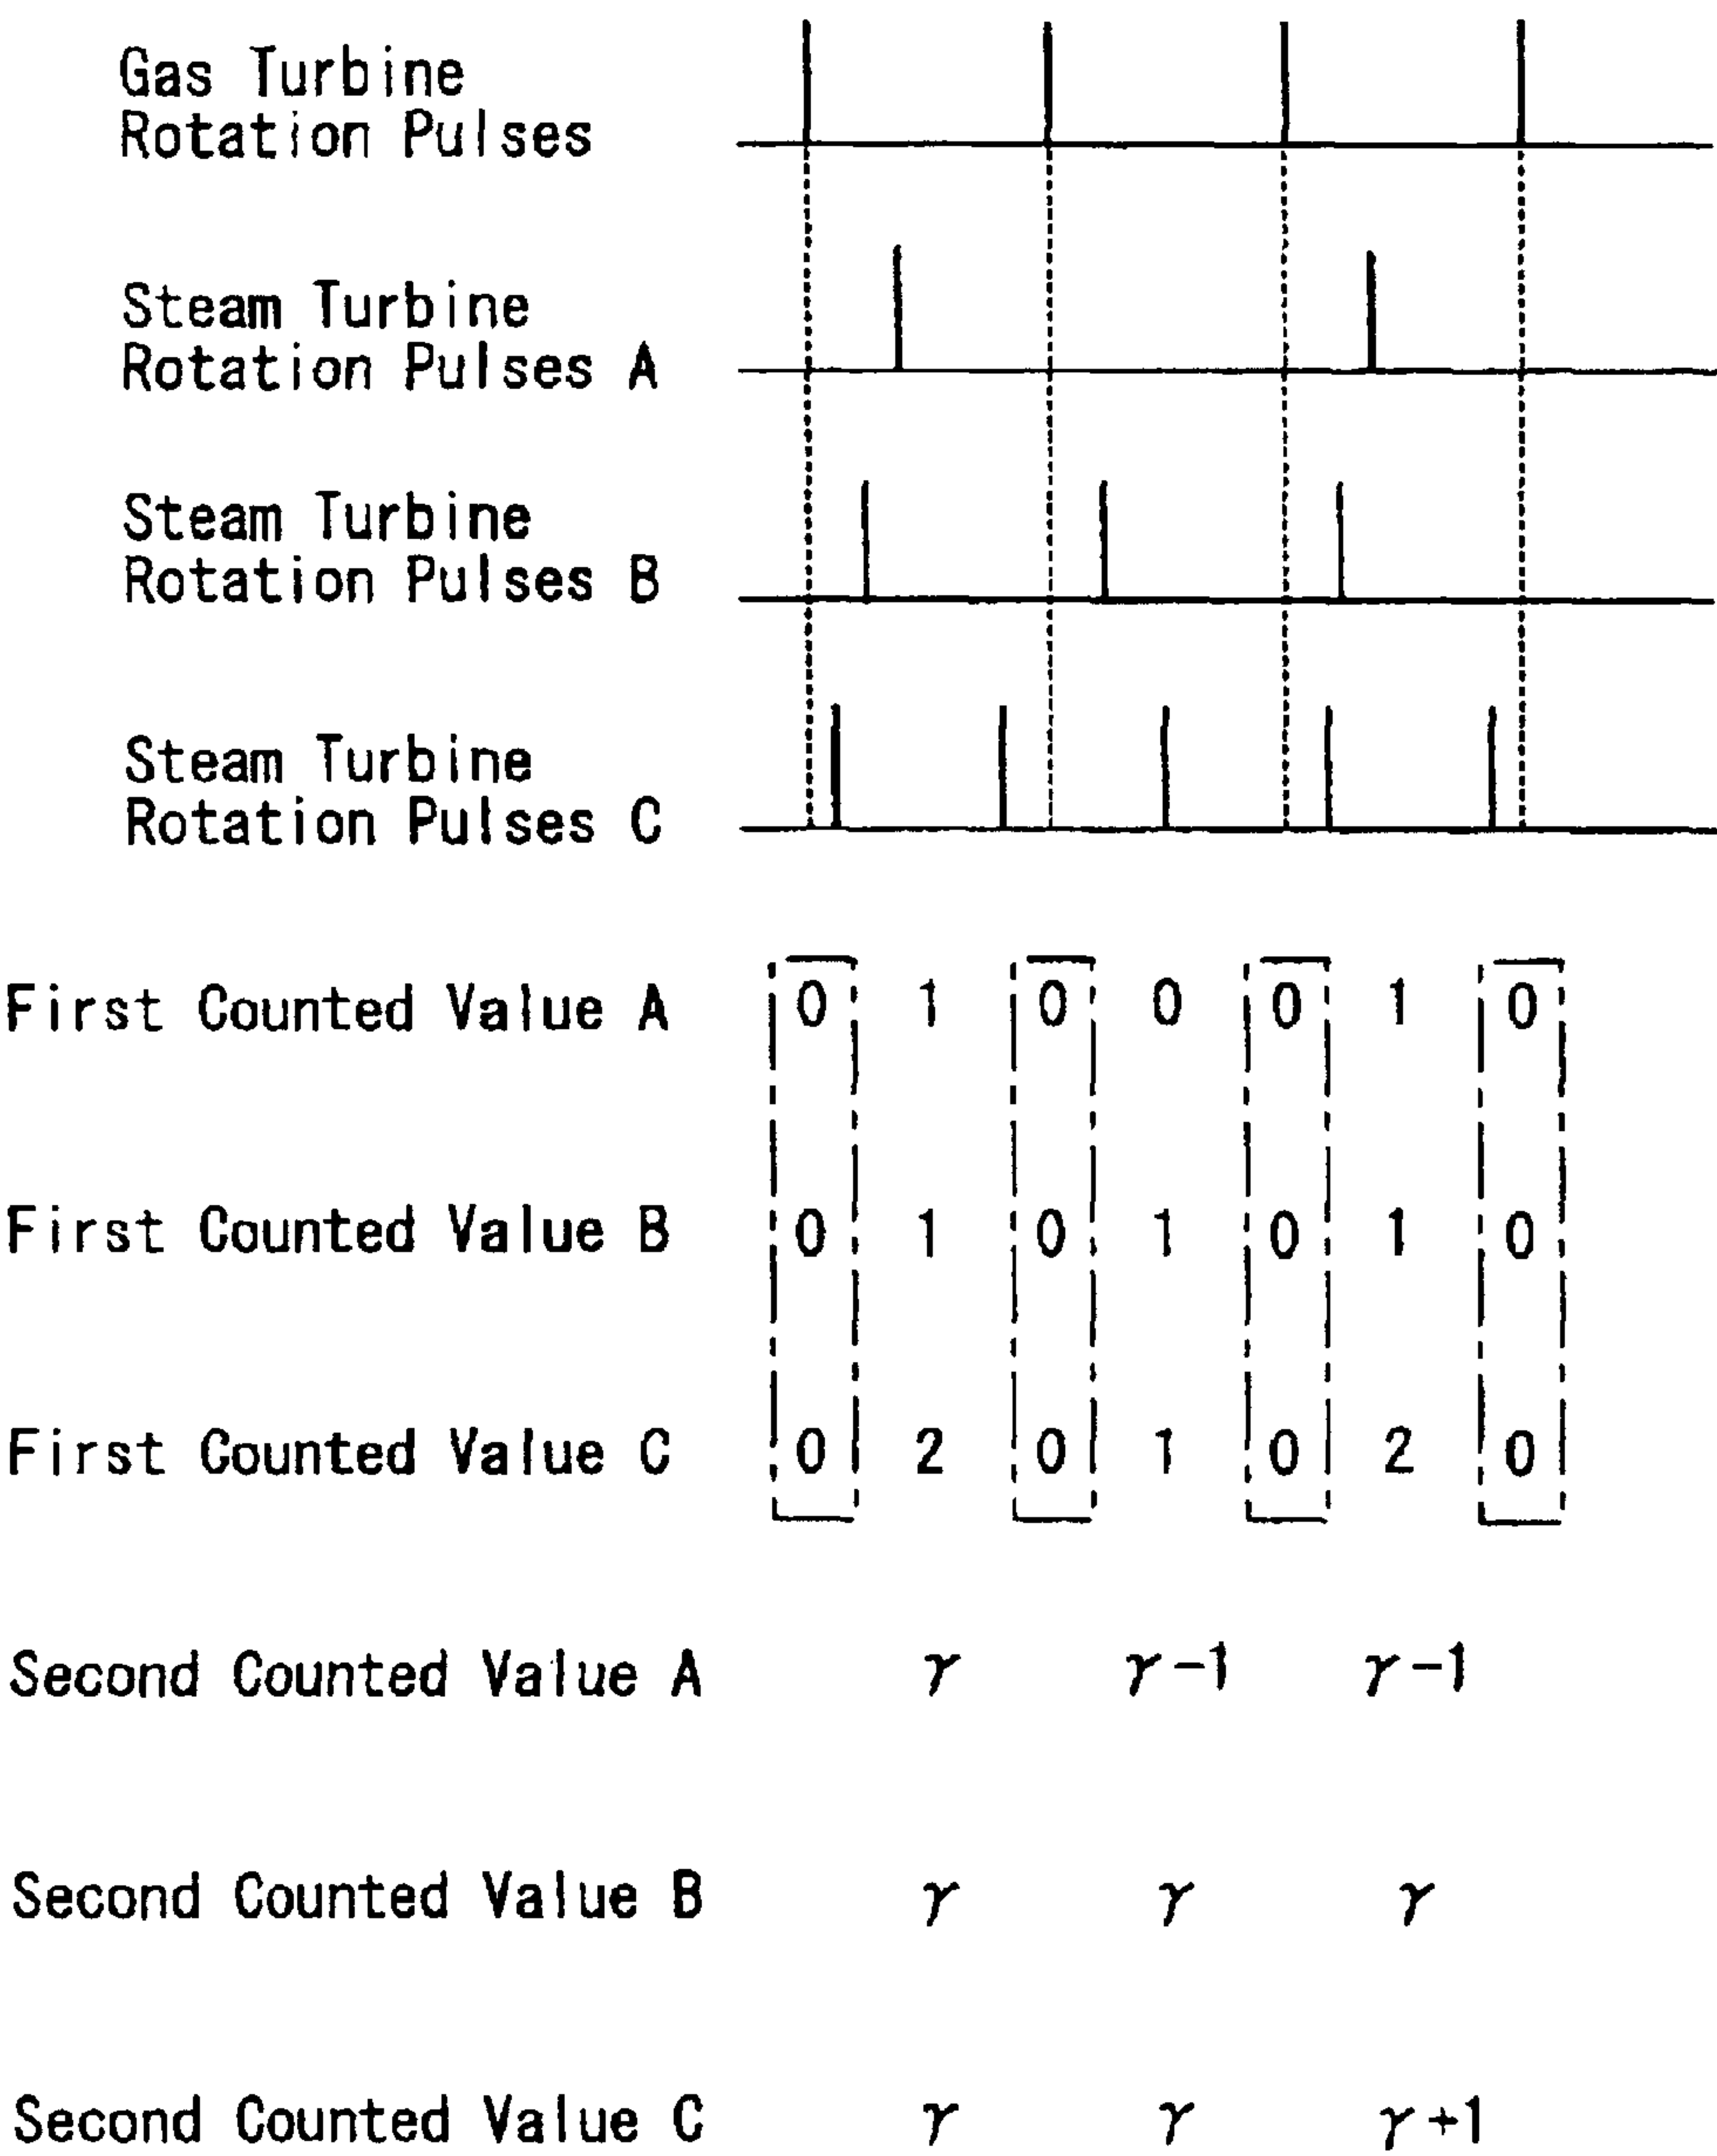 Gas Turbine
Rotation Pulses
Steam Turbine
Rotation Pulses A
Steam Turbine
Rotation Pulses B
Steam Turbine
Rotation Pulses C
First Counted Value A 0 1 0 0 0 1 0
First Counted Value B 0 1 0 1 0 1 0
First Counted Value C 0 2 0 1 0 2 0
Second Counted Value A γ γ-1 γ-1
Second Counted Value B γ γ γ
Second Counted Value C γ γ γ+1